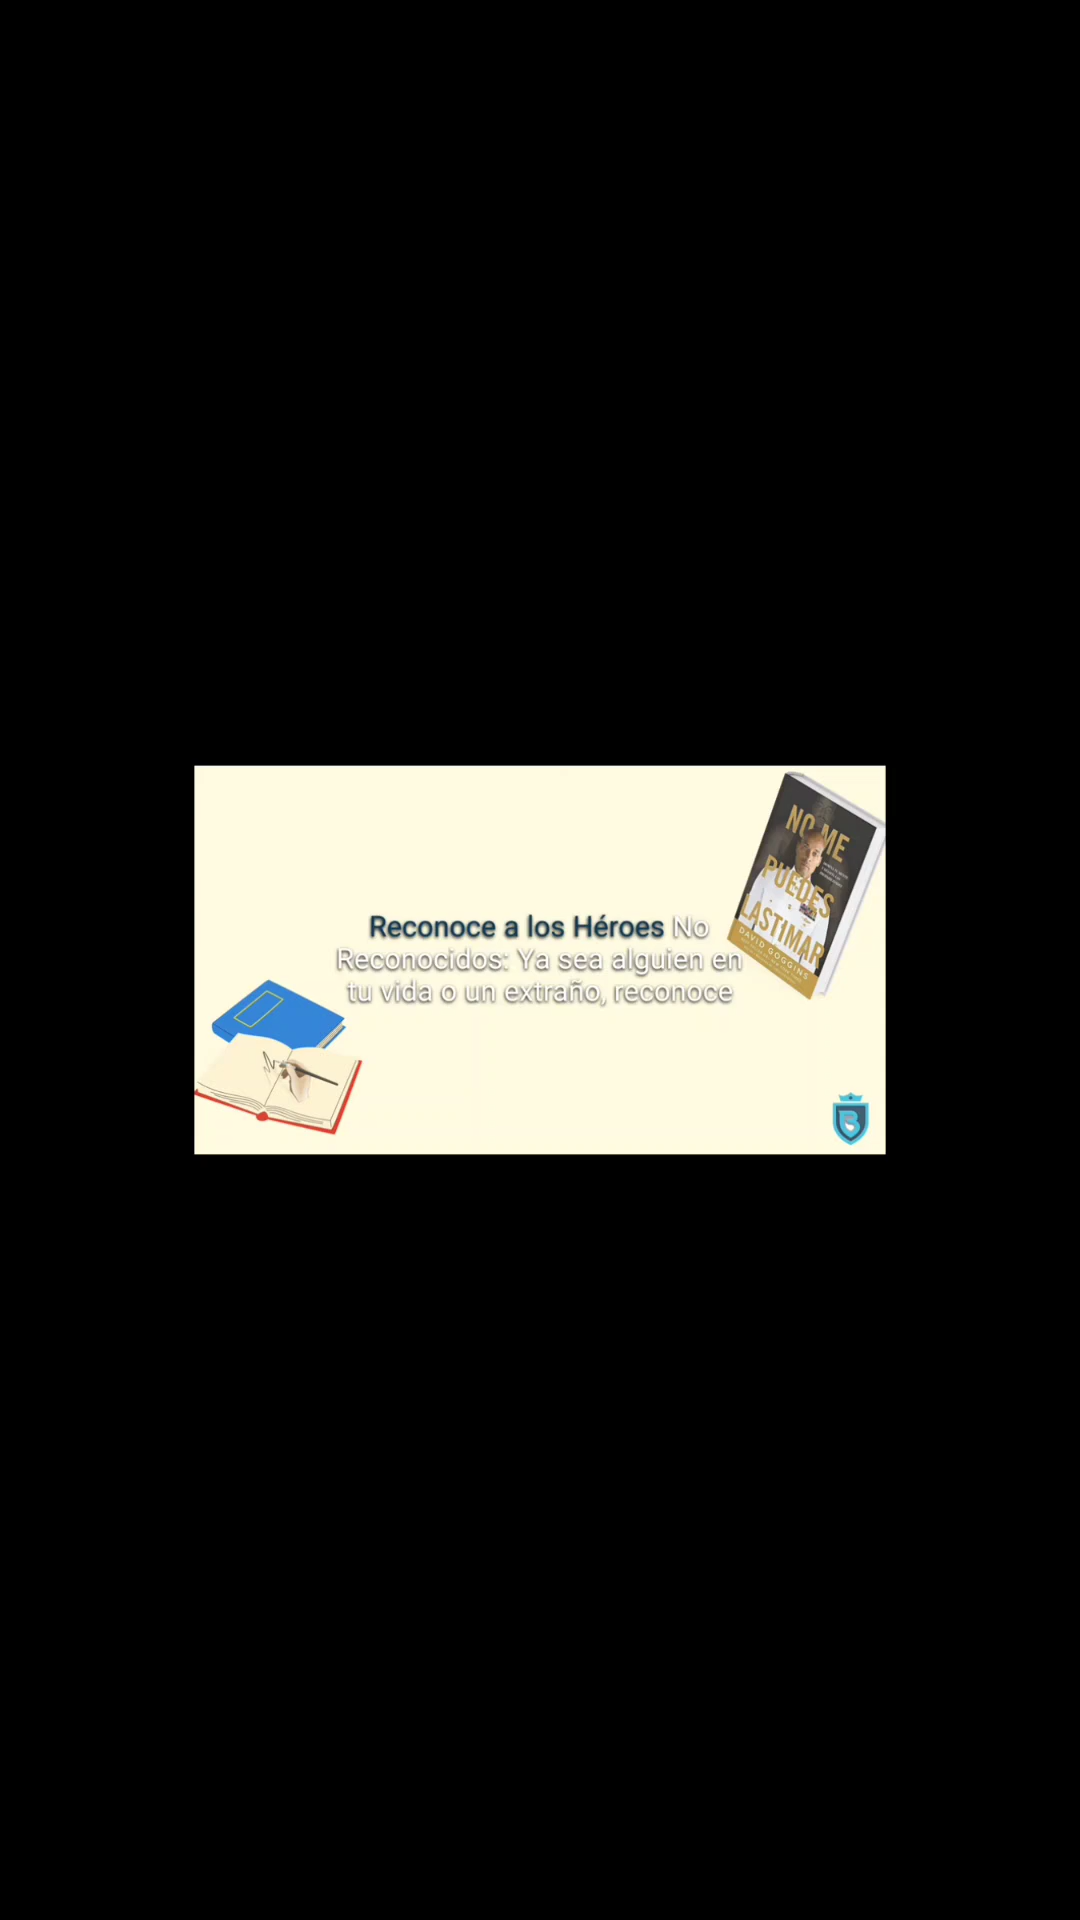 NO ME
PUEDES
LASTIMAR
DAVID GOGGINS
Reconoce a los Héroes No
Reconocidos: Ya sea alguien en
tu vida o un extraño, reconoce